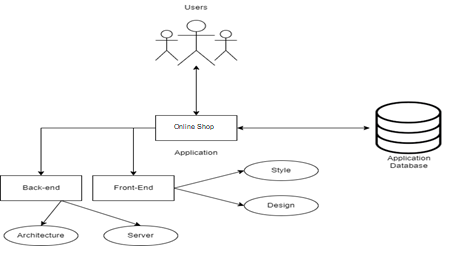 Users
Online Shop
Application
Application
Database
Back-end
Front-End
Style
Design
Architecture
Server